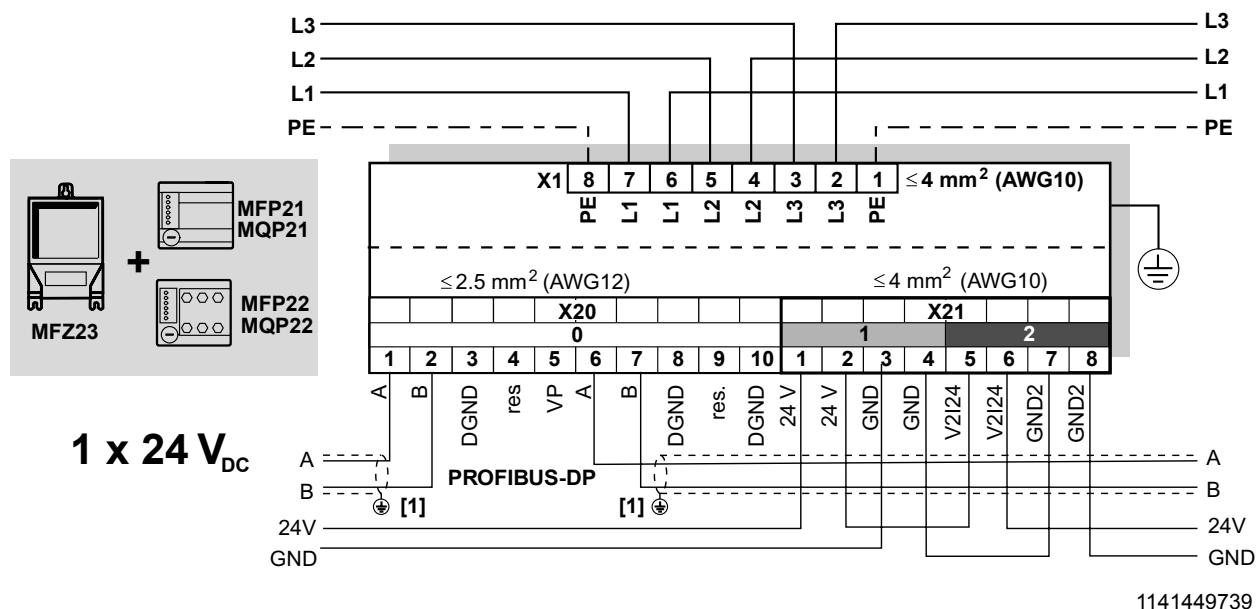 L3 L3
L2 L2
L1 L1
PE PE
X1 8 7 6 5 4 3 2 1 ≤ 4 mm² (AWG10)
PE L1 L1 L2 L2 L3 L3 PE
MFP21
MQP21
+
MFP22
MQP22
MFZ23
≤ 2.5 mm² (AWG12) ≤ 4 mm² (AWG10)
X20 X21
0 1 2
1 2 3 4 5 6 7 8 9 10 1 2 3 4 5 6 7 8
A B DGND res VP A B DGND res. DGND 24 V 24 V GND GND V2I24 V2I24 GND2 GND2
1 x 24 V DC
A PROFIBUS-DP A
B B
[1] [1]
24V 24V
GND GND
1141449739